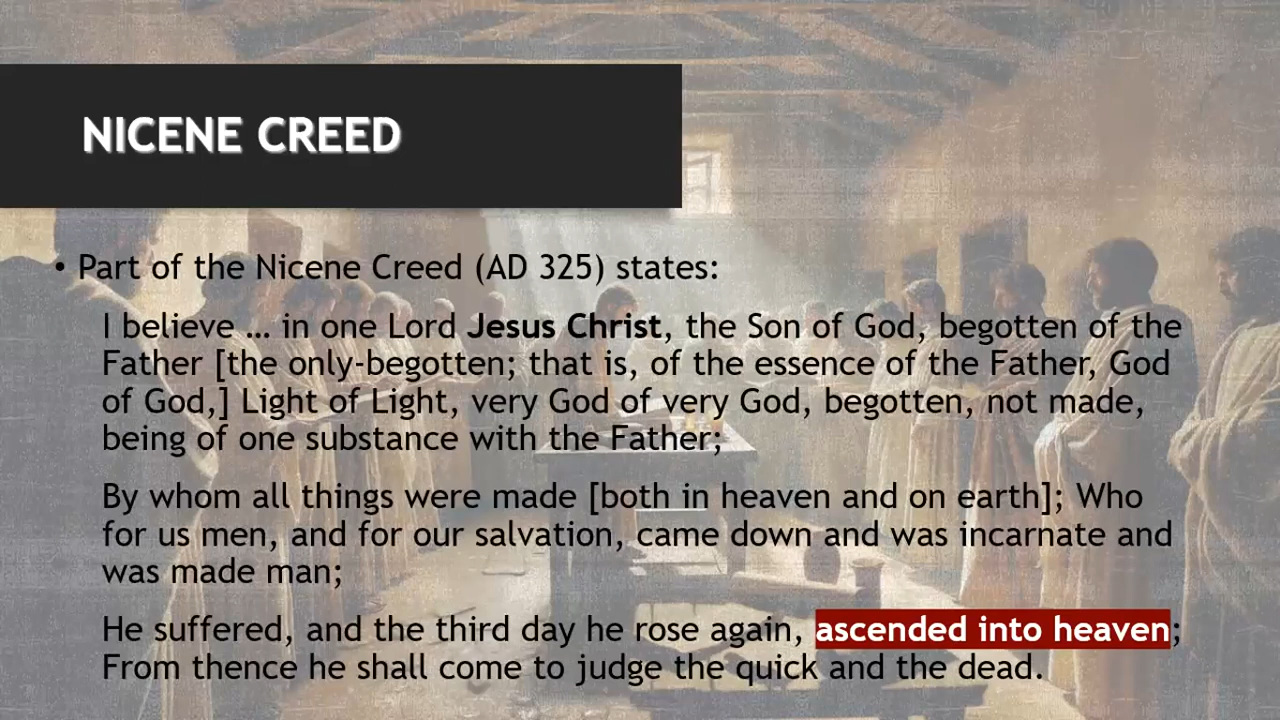 NICENE CREED
• Part of the Nicene Creed (AD 325) states:
I believe … in one Lord Jesus Christ, the Son of God, begotten of the
Father [the only-begotten; that is, of the essence of the Father, God
of God,] Light of Light, very God of very God, begotten, not made,
being of one substance with the Father;
By whom all things were made [both in heaven and on earth]; Who
for us men, and for our salvation, came down and was incarnate and
was made man;
He suffered, and the third day he rose again, ascended into heaven;
From thence he shall come to judge the quick and the dead.